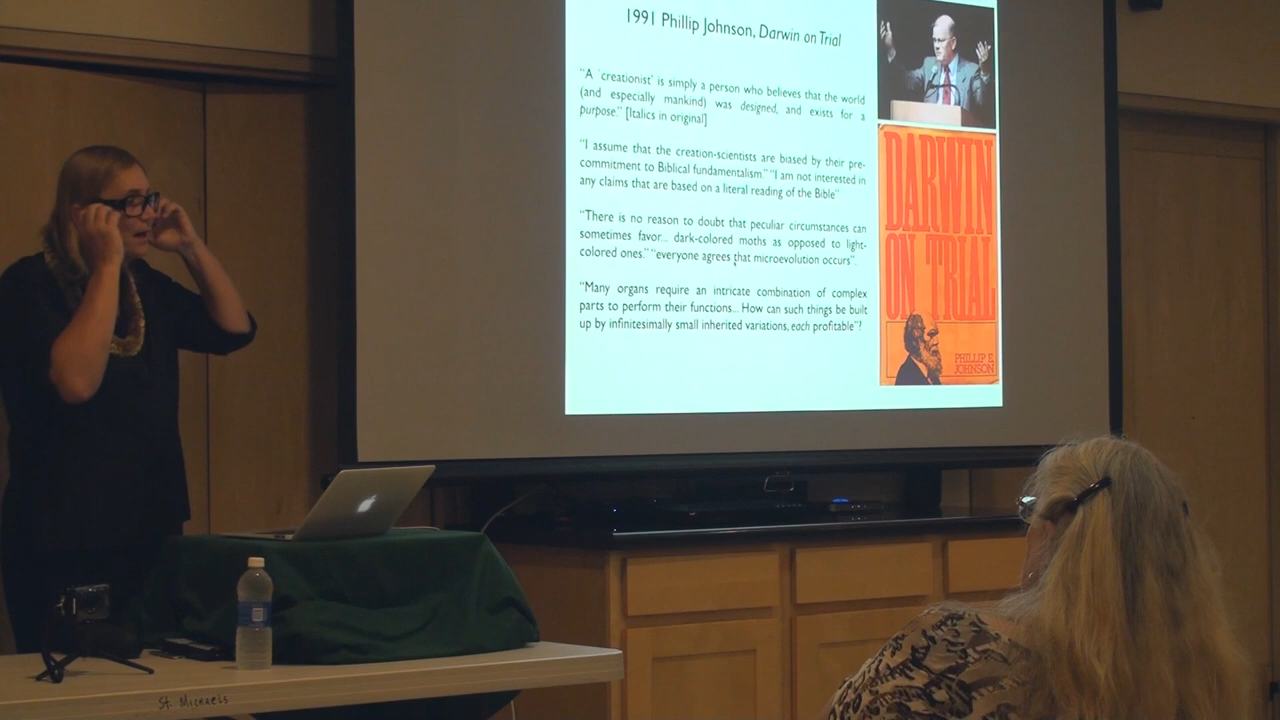 1991 Phillip Johnson, Darwin on Trial
"A 'creationist' is simply a person who believes that the world
(and especially mankind) was designed, and exists for a
purpose." [Italics in original]
"I assume that the creation-scientists are biased by their pre-
commitment to Biblical fundamentalism." "I am not interested in
any claims that are based on a literal reading of the Bible"
"There is no reason to doubt that peculiar circumstances can
sometimes favor... dark-colored moths as opposed to light-
colored ones." "everyone agrees that microevolution occurs".
"Many organs require an intricate combination of complex
parts to perform their functions... How can such things be built
up by infinitesimally small inherited variations, each profitable"?
DARWIN
ON TRIAL
PHILLIP E.
JOHNSON
St. Michaels